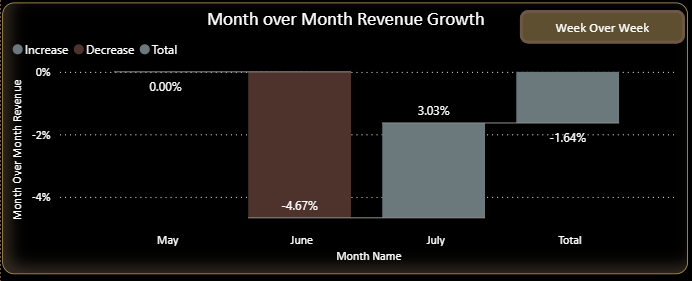 Month over Month Revenue Growth
Week Over Week
Increase Decrease Total
Month Over Month Revenue
0%
-2%
-4%
0.00%
-4.67%
3.03%
-1.64%
May June July Total
Month Name